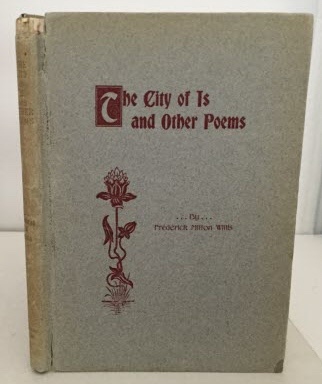 The City of Is
and Other Poems
...By...
Frederick Milton Willis